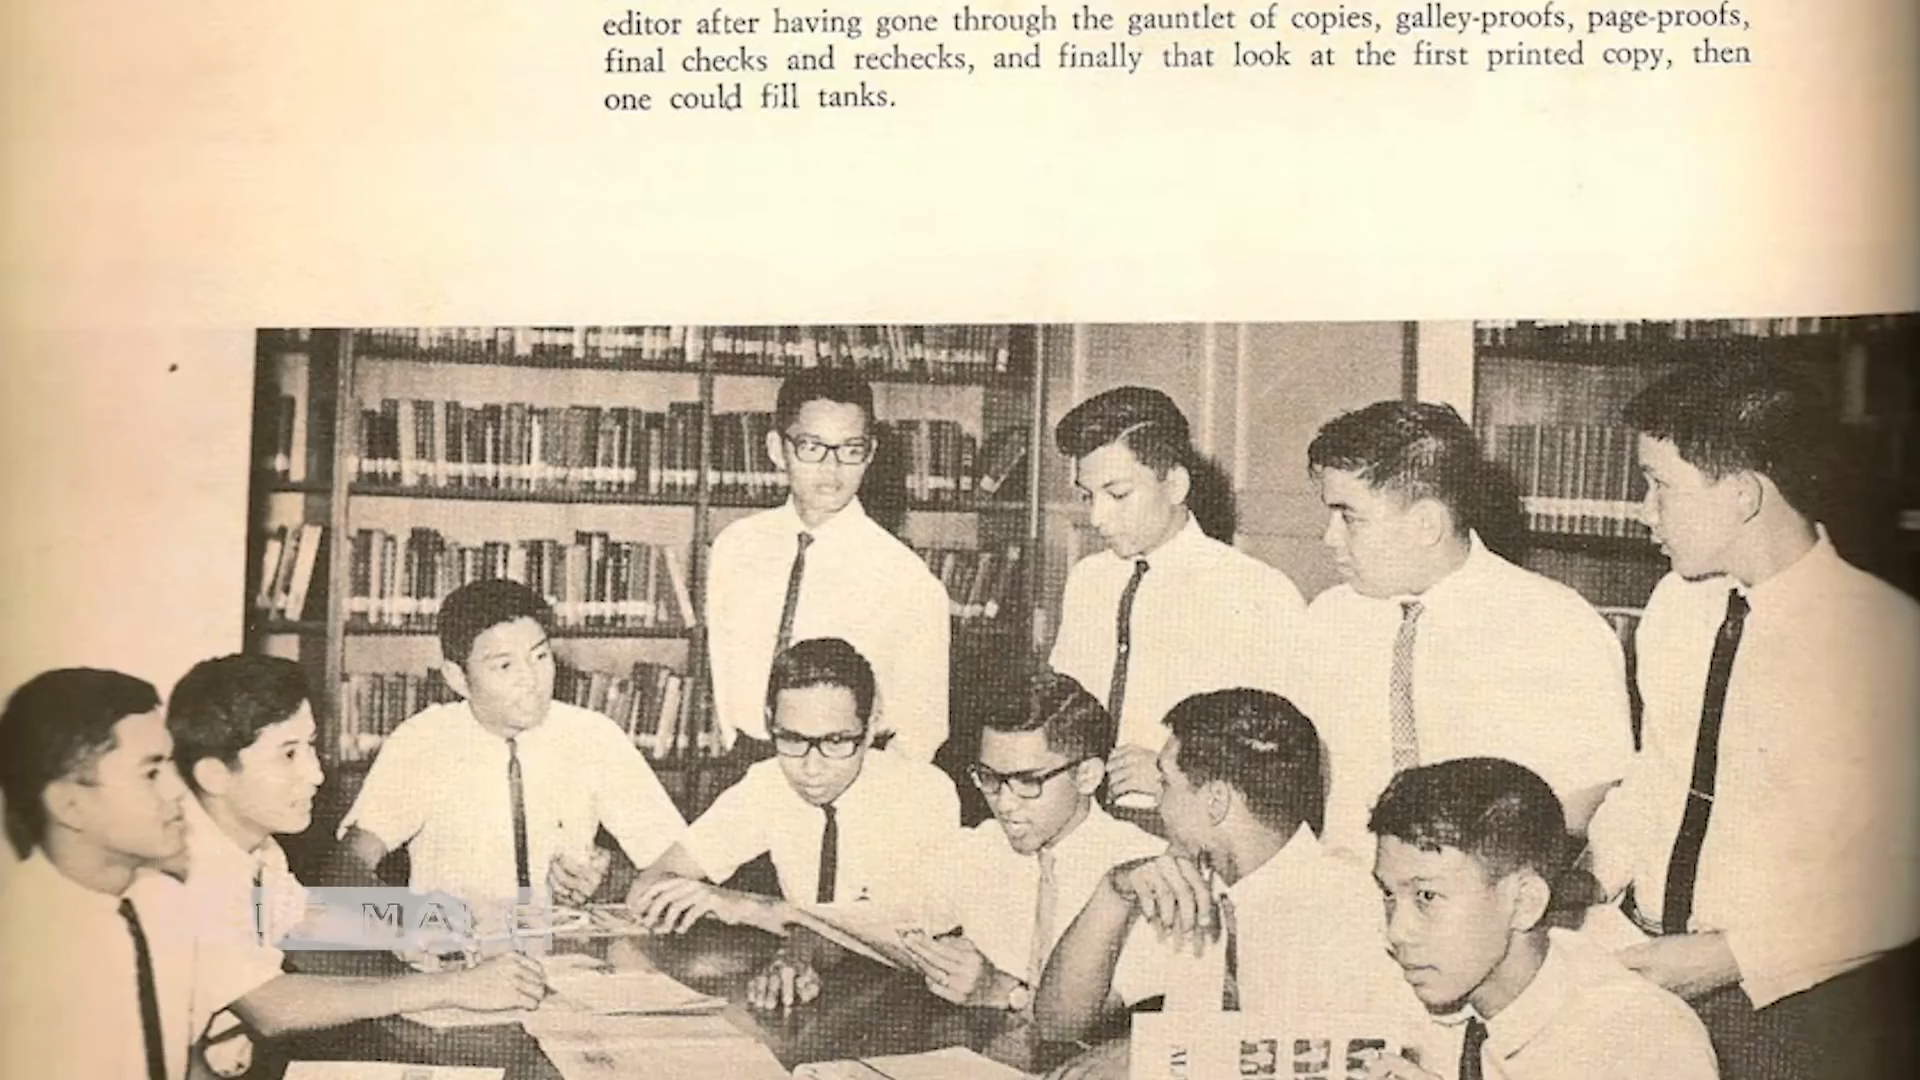 editor after having gone through the gauntlet of copies, galley-proofs, page-proofs,
final checks and rechecks, and finally that look at the first printed copy, then
one could fill tanks.